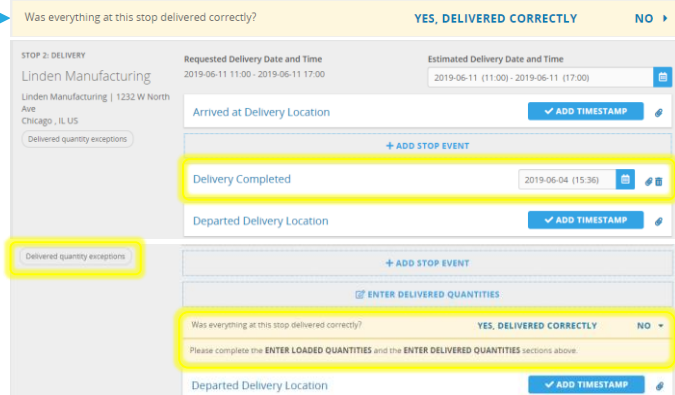 Was everything at this stop delivered correctly? YES, DELIVERED CORRECTLY NO
STOP 2: DELIVERY
Linden Manufacturing
Linden Manufacturing | 1232 W North
Ave
Chicago , IL US
Delivered quantity exceptions
Requested Delivery Date and Time
2019-06-11 11:00 - 2019-06-11 17:00
Estimated Delivery Date and Time
2019-06-11 (11:00) - 2019-06-11 (17:00)
Arrived at Delivery Location ADD TIMESTAMP
+ ADD STOP EVENT
Delivery Completed 2019-06-04 (15:36)
Departed Delivery Location ADD TIMESTAMP
Delivered quantity exceptions
+ ADD STOP EVENT
ENTER DELIVERED QUANTITIES
Was everything at this stop delivered correctly? YES, DELIVERED CORRECTLY NO
Please complete the ENTER LOADED QUANTITIES and the ENTER DELIVERED QUANTITIES sections above.
Departed Delivery Location ADD TIMESTAMP